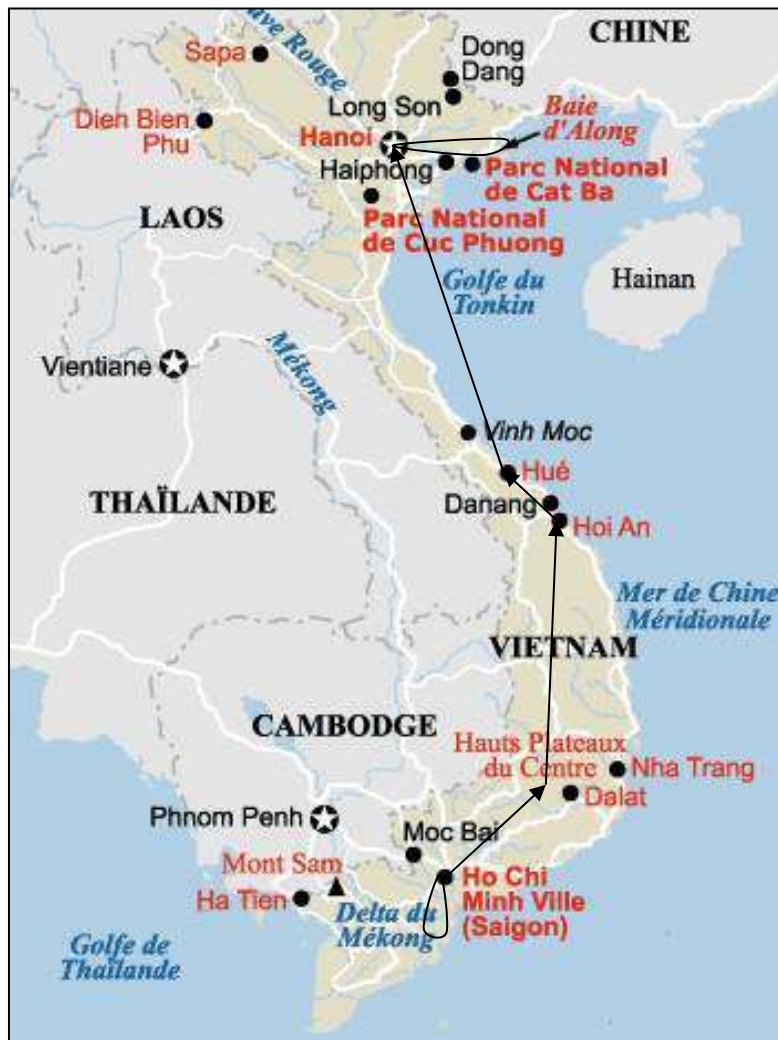 CHINE
Sapa
euve Rouge
Dong
Dang
Long Son
Baie
d'Along
Dien Bien
Phu
Hanoi
Haiphong
Parc National
de Cat Ba
Parc National
de Cuc Phuong
LAOS
Golfe du
Tonkin
Hainan
Vientiane
Mékong
Vinh Moc
Hué
THAÏLANDE
Danang
Hoi An
Mer de Chine
Méridionale
VIETNAM
CAMBODGE
Hauts Plateaux
du Centre
Nha Trang
Dalat
Phnom Penh
Moc Bai
Mont Sam
Ha Tien
Ho Chi
Minh Ville
(Saigon)
Delta du
Mékong
Golfe de
Thaïlande